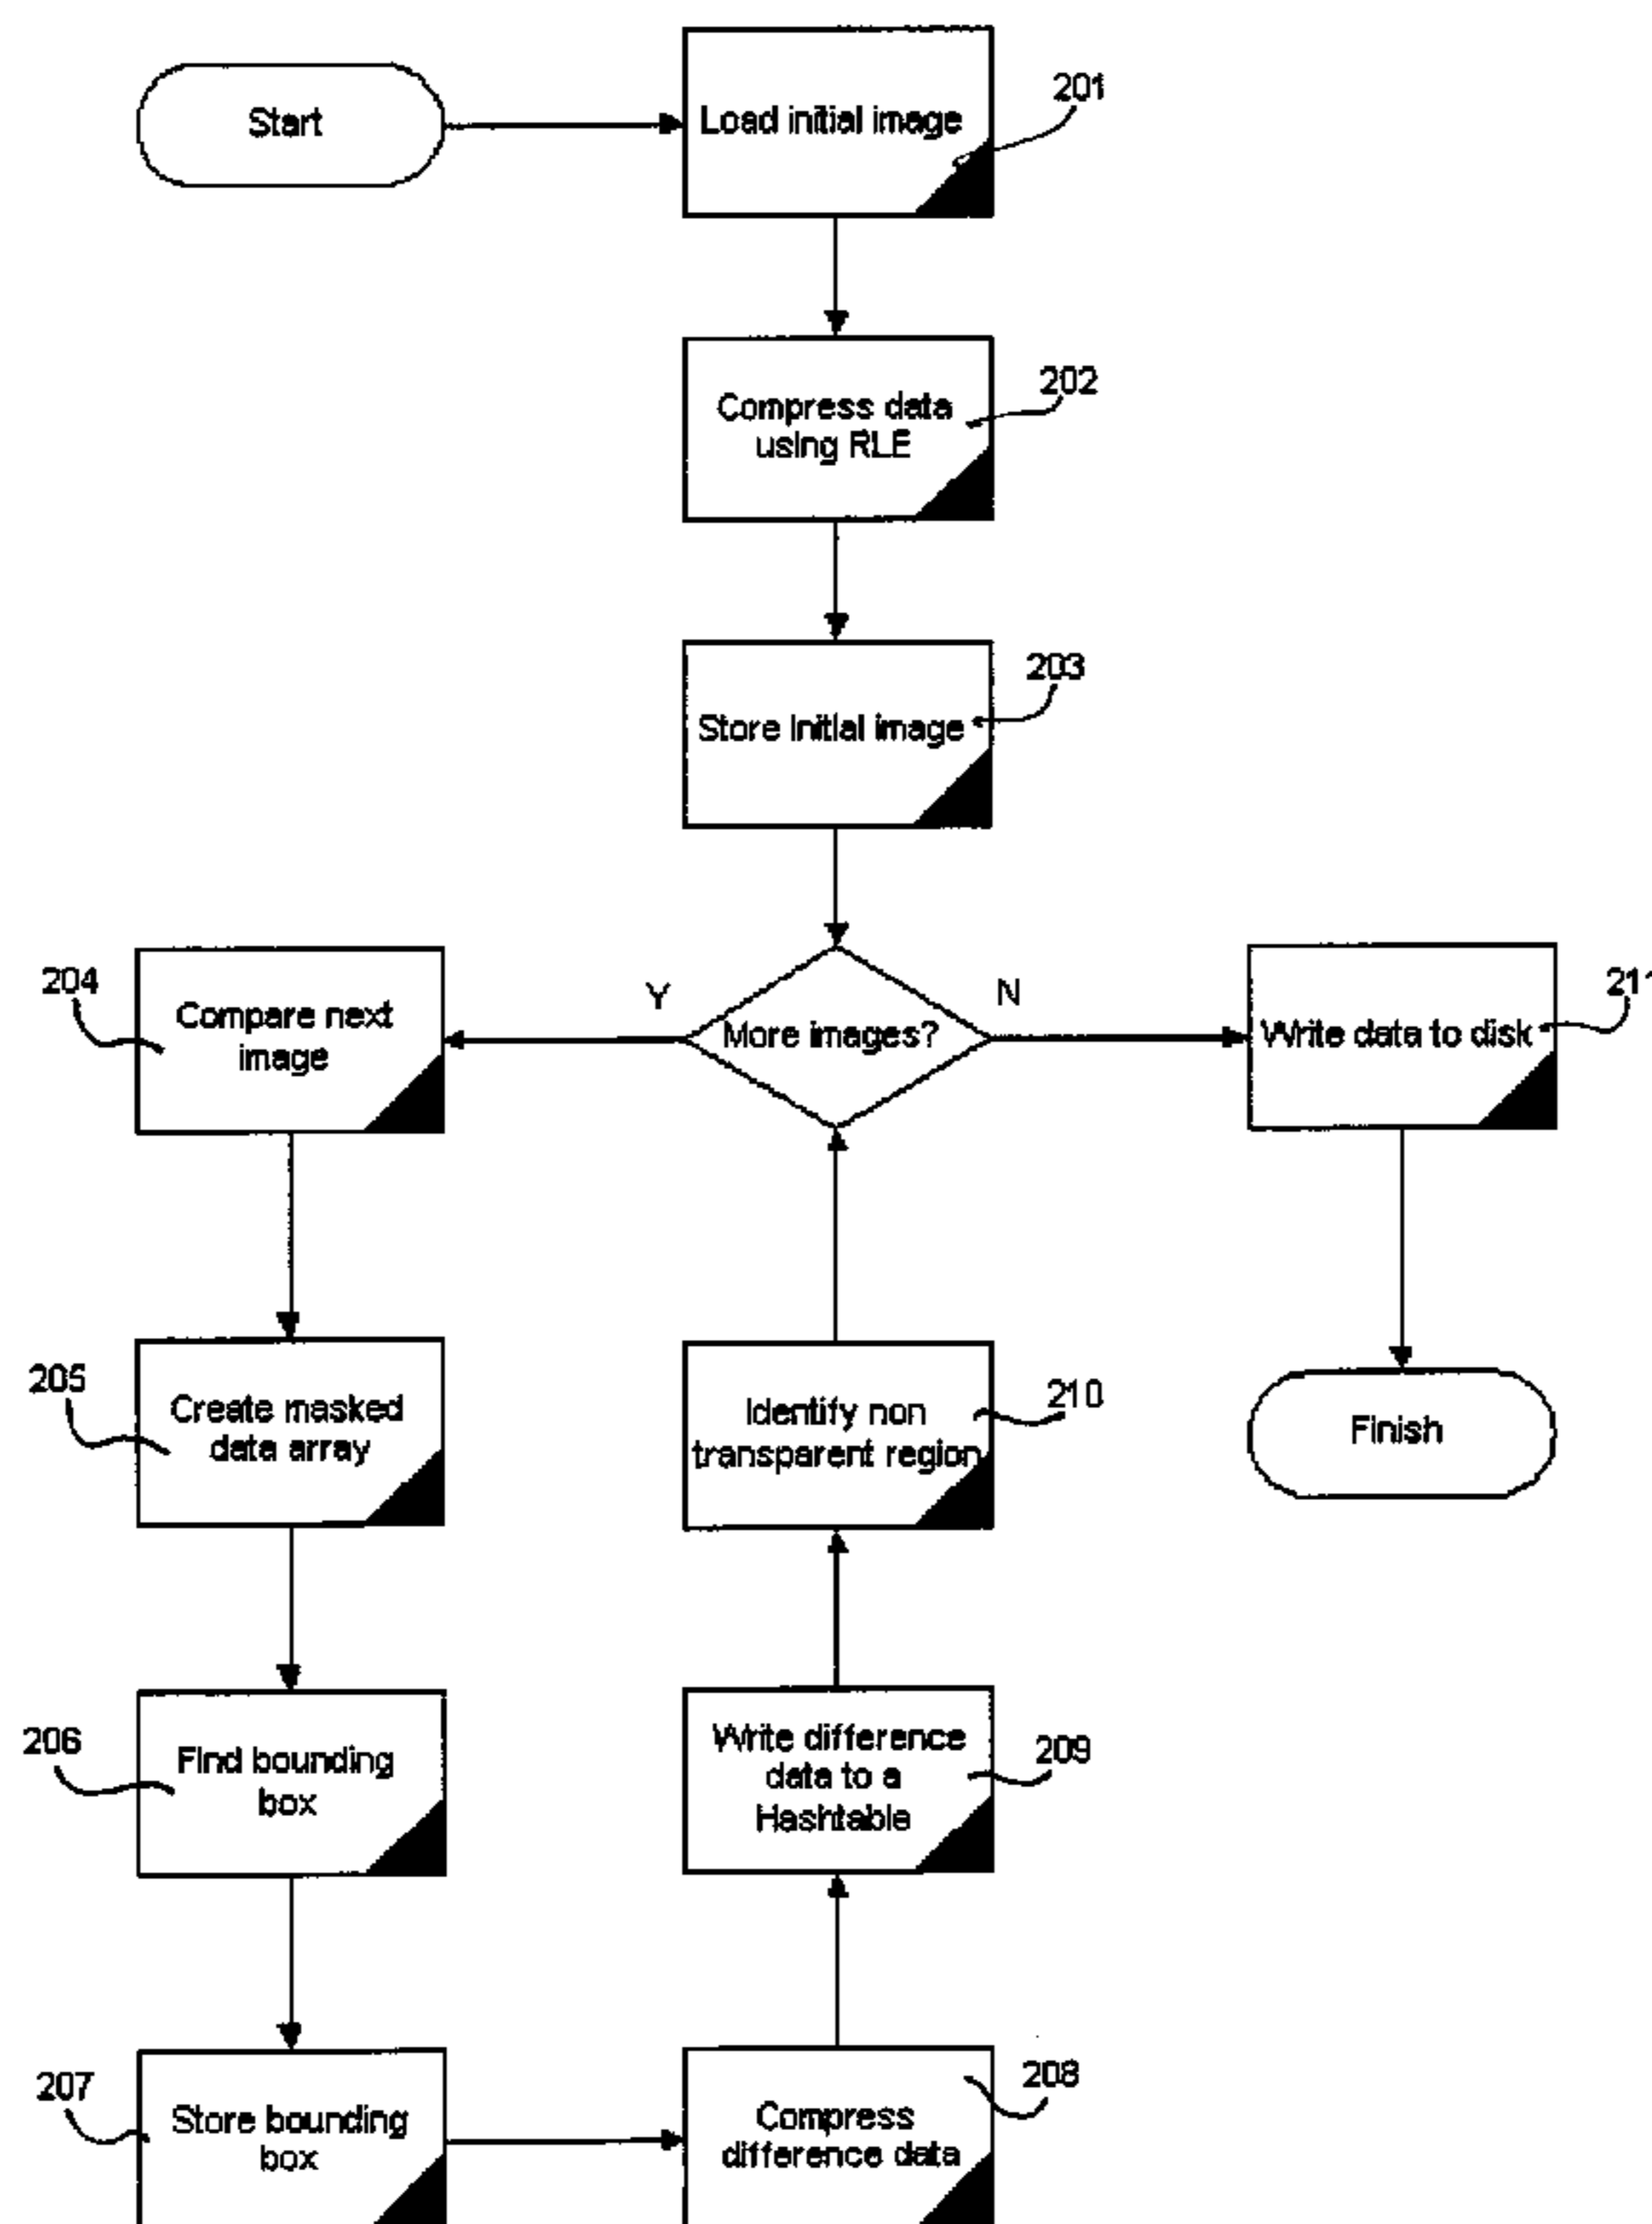 Start
Load initial image
201
Compress data
using RLE
202
Store initial image
203
More images?
Y
N
204
Compare next
image
Write data to disk
211
205
Create masked
data array
Identify non
transparent region
210
Finish
206
Find bounding
box
Write difference
data to a
Hashtable
209
207
Store bounding
box
Compress
difference data
208